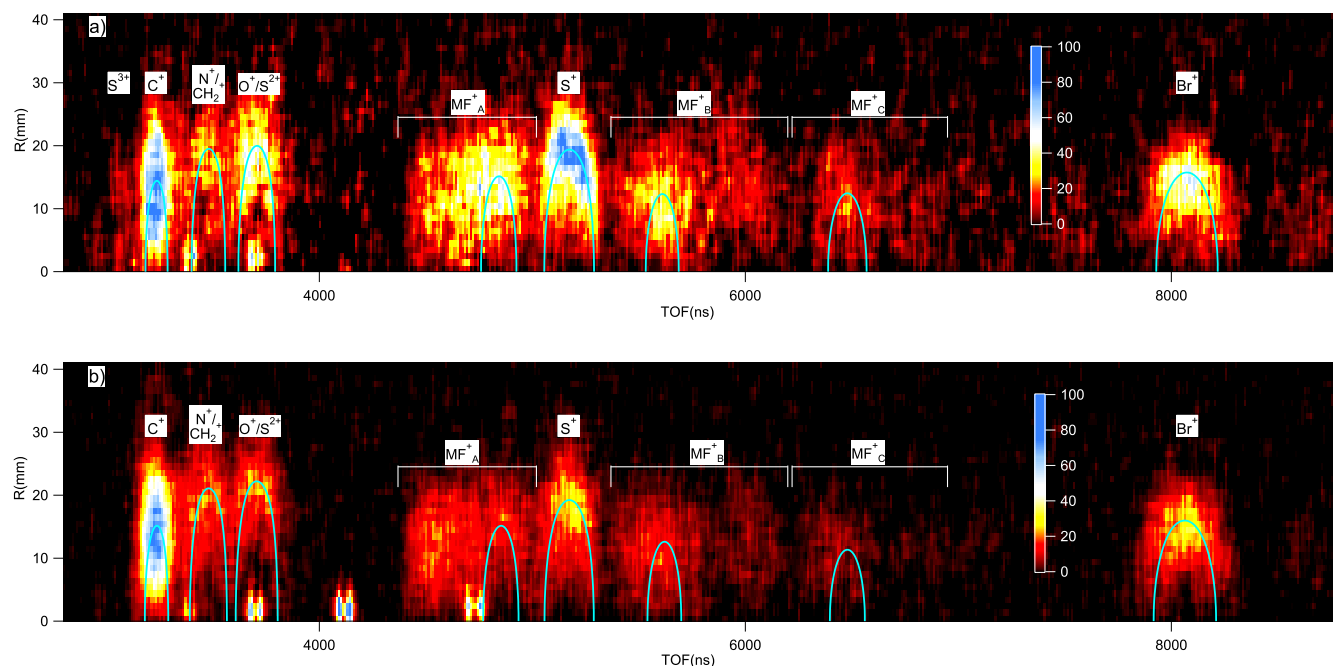 a)
40
30
20
10
0
R(mm)
S³⁺
C⁺
N⁺/
CH₂⁺
O⁺/S²⁺
MF⁺A
S⁺
MF⁺B
MF⁺C
Br⁺
100
80
60
40
20
0
4000
6000
8000
TOF(ns)
b)
40
30
20
10
0
R(mm)
C⁺
N⁺/
CH₂⁺
O⁺/S²⁺
MF⁺A
S⁺
MF⁺B
MF⁺C
Br⁺
100
80
60
40
20
0
4000
6000
8000
TOF(ns)